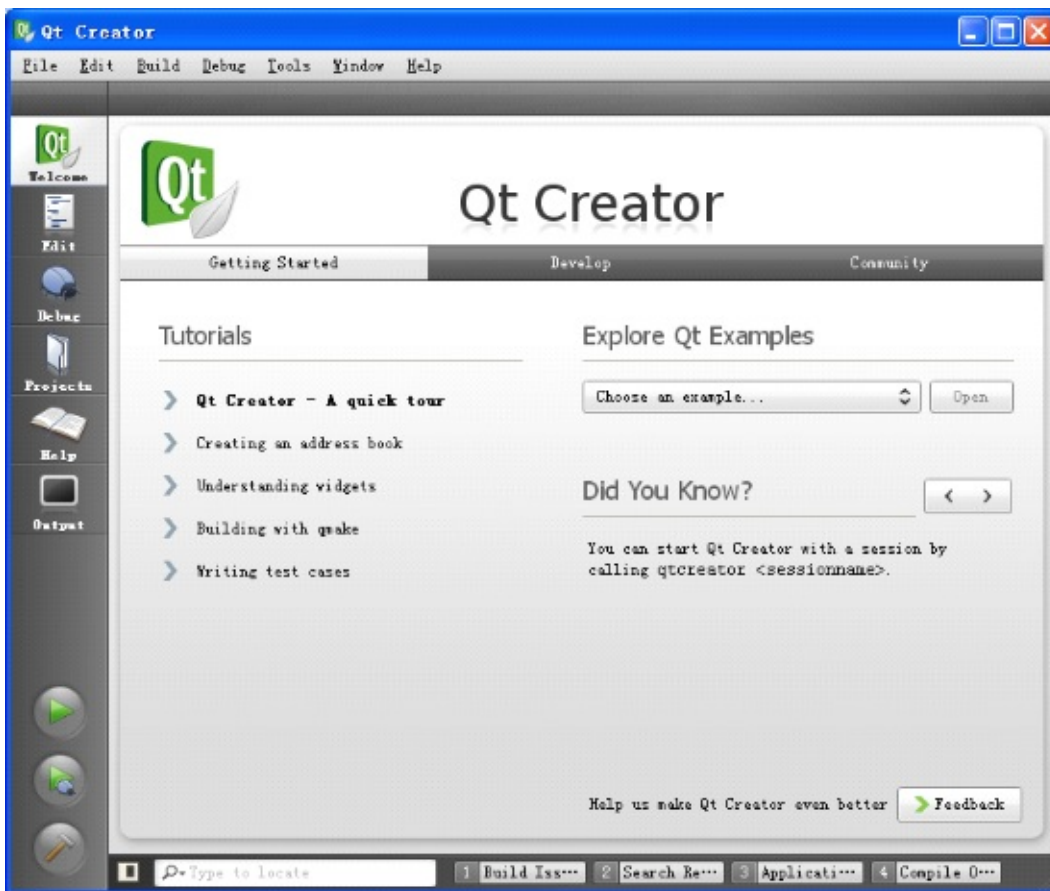 Qt Creator
File Edit Build Debug Tools Window Help
Qt
Welcome
Edit
Debug
Projects
Help
Output
Qt
Qt Creator
Getting Started Develop Community
Tutorials
Qt Creator - A quick tour
Creating an address book
Understanding widgets
Building with qmake
Writing test cases
Explore Qt Examples
Choose an example... Open
Did You Know?
You can start Qt Creator with a session by
calling qtcreator <sessionname>.
Help us make Qt Creator even better Feedback
Type to locate 1 Build Iss··· 2 Search Re··· 3 Applicati··· 4 Compile O···